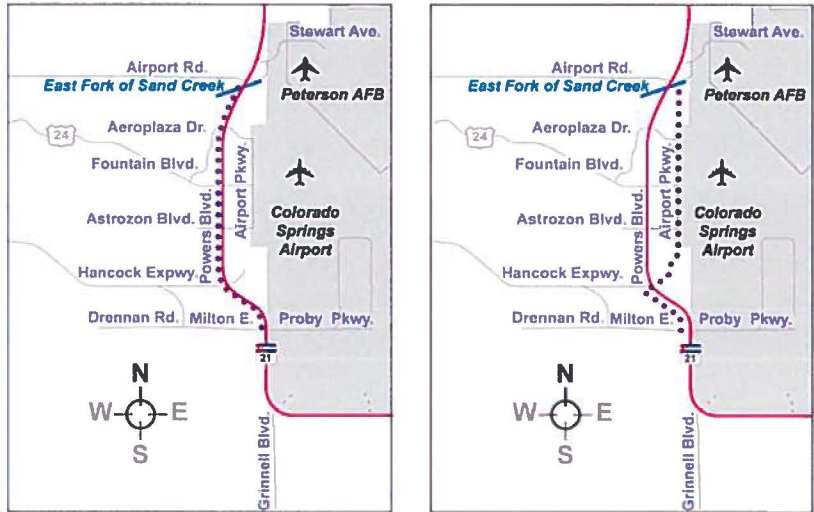 Stewart Ave.
Airport Rd.
East Fork of Sand Creek
Peterson AFB
24
Aeroplaza Dr.
Fountain Blvd.
Airport Pkwy.
Astrozon Blvd.
Powers Blvd.
Colorado
Springs
Airport
Hancock Expwy.
Drennan Rd.
Milton E. Proby Pkwy.
21
N
W E
S
Grinnell Blvd.
Stewart Ave.
Airport Rd.
East Fork of Sand Creek
Peterson AFB
24
Aeroplaza Dr.
Fountain Blvd.
Airport Pkwy.
Astrozon Blvd.
Powers Blvd.
Colorado
Springs
Airport
Hancock Expwy.
Drennan Rd.
Milton E. Proby Pkwy.
21
N
W E
S
Grinnell Blvd.